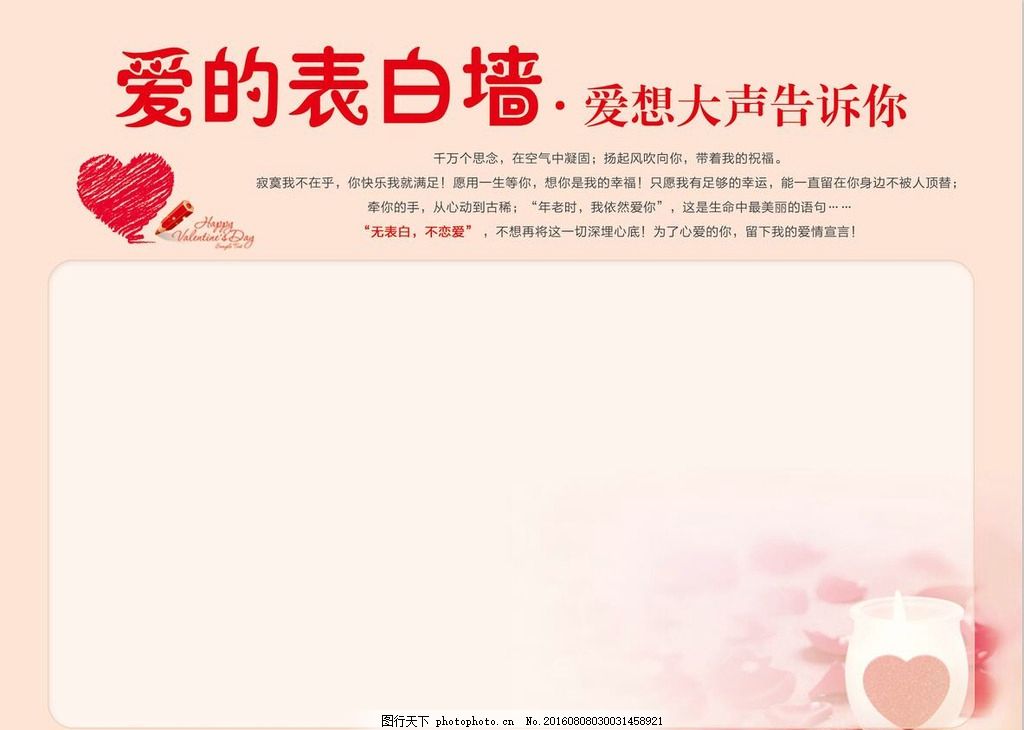 爱的表白墙·爱想大声告诉你
千万个思念，在空气中凝固；扬起风吹向你，带着我的祝福。
寂寞我不在乎，你快乐我就满足！愿用一生等你，想你是我的幸福！只愿我有足够的幸运，能一直留在你身边不被人顶替；
牵你的手，从心动到古稀；“年老时，我依然爱你”，这是生命中最美丽的语句……
“无表白，不恋爱”，不想再将这一切深埋心底！为了心爱的你，留下我的爱情宣言！
Happy
Valentine's Day
Sample Text
图行天下 photophoto.cn No.20160808030031458921